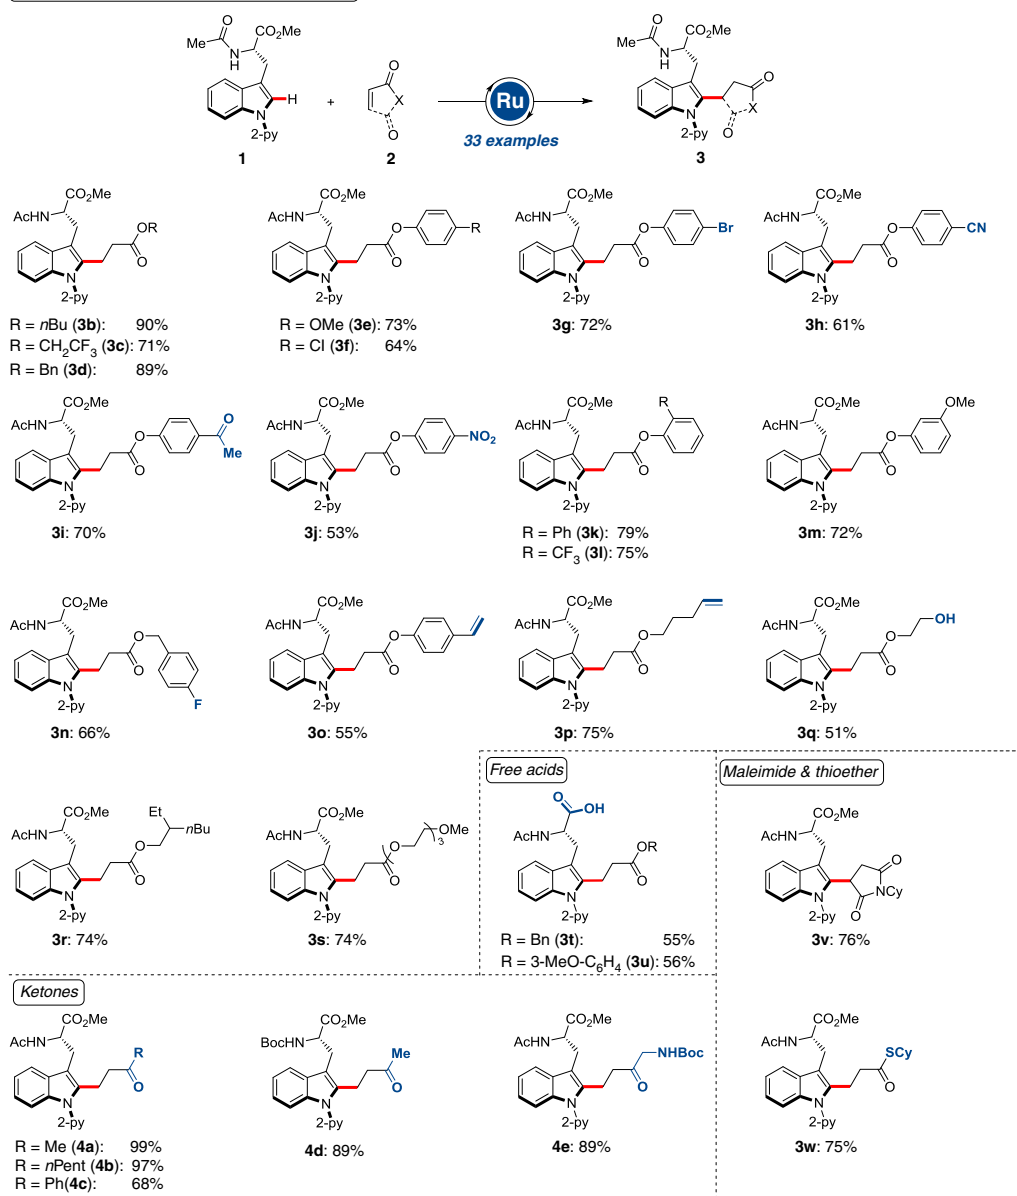 O
Me
N
H
CO2Me
H
N
2-py
1
+
O
X
O
2
Ru
33 examples
O
Me
N
H
CO2Me
N
2-py
O
X
O
3
CO2Me
AcHN
OR
O
N
2-py
R = nBu (3b): 90%
R = CH2CF3 (3c): 71%
R = Bn (3d): 89%
CO2Me
AcHN
O
R
O
N
2-py
R = OMe (3e): 73%
R = Cl (3f): 64%
CO2Me
AcHN
O
Br
O
N
2-py
3g: 72%
CO2Me
AcHN
O
CN
O
N
2-py
3h: 61%
CO2Me
AcHN
O
O
Me
O
N
2-py
3i: 70%
CO2Me
AcHN
O
NO2
O
N
2-py
3j: 53%
CO2Me
R
AcHN
O
O
N
2-py
R = Ph (3k): 79%
R = CF3 (3l): 75%
CO2Me
OMe
AcHN
O
O
N
2-py
3m: 72%
CO2Me
AcHN
O
O
N
2-py
F
3n: 66%
CO2Me
AcHN
O
O
N
2-py
3o: 55%
CO2Me
AcHN
O
O
N
2-py
3p: 75%
CO2Me
OH
AcHN
O
O
N
2-py
3q: 51%
CO2Me
Et
nBu
AcHN
O
O
N
2-py
3r: 74%
CO2Me
AcHN
O
OMe
3
O
N
2-py
3s: 74%
Free acids
O
OH
AcHN
OR
O
N
2-py
R = Bn (3t): 55%
R = 3-MeO-C6H4 (3u): 56%
Maleimide & thioether
CO2Me
AcHN
O
NCy
O
N
2-py
3v: 76%
Ketones
CO2Me
AcHN
R
O
N
2-py
R = Me (4a): 99%
R = nPent (4b): 97%
R = Ph(4c): 68%
CO2Me
BocHN
Me
O
N
2-py
4d: 89%
CO2Me
AcHN
NHBoc
O
N
2-py
4e: 89%
CO2Me
AcHN
SCy
O
N
2-py
3w: 75%